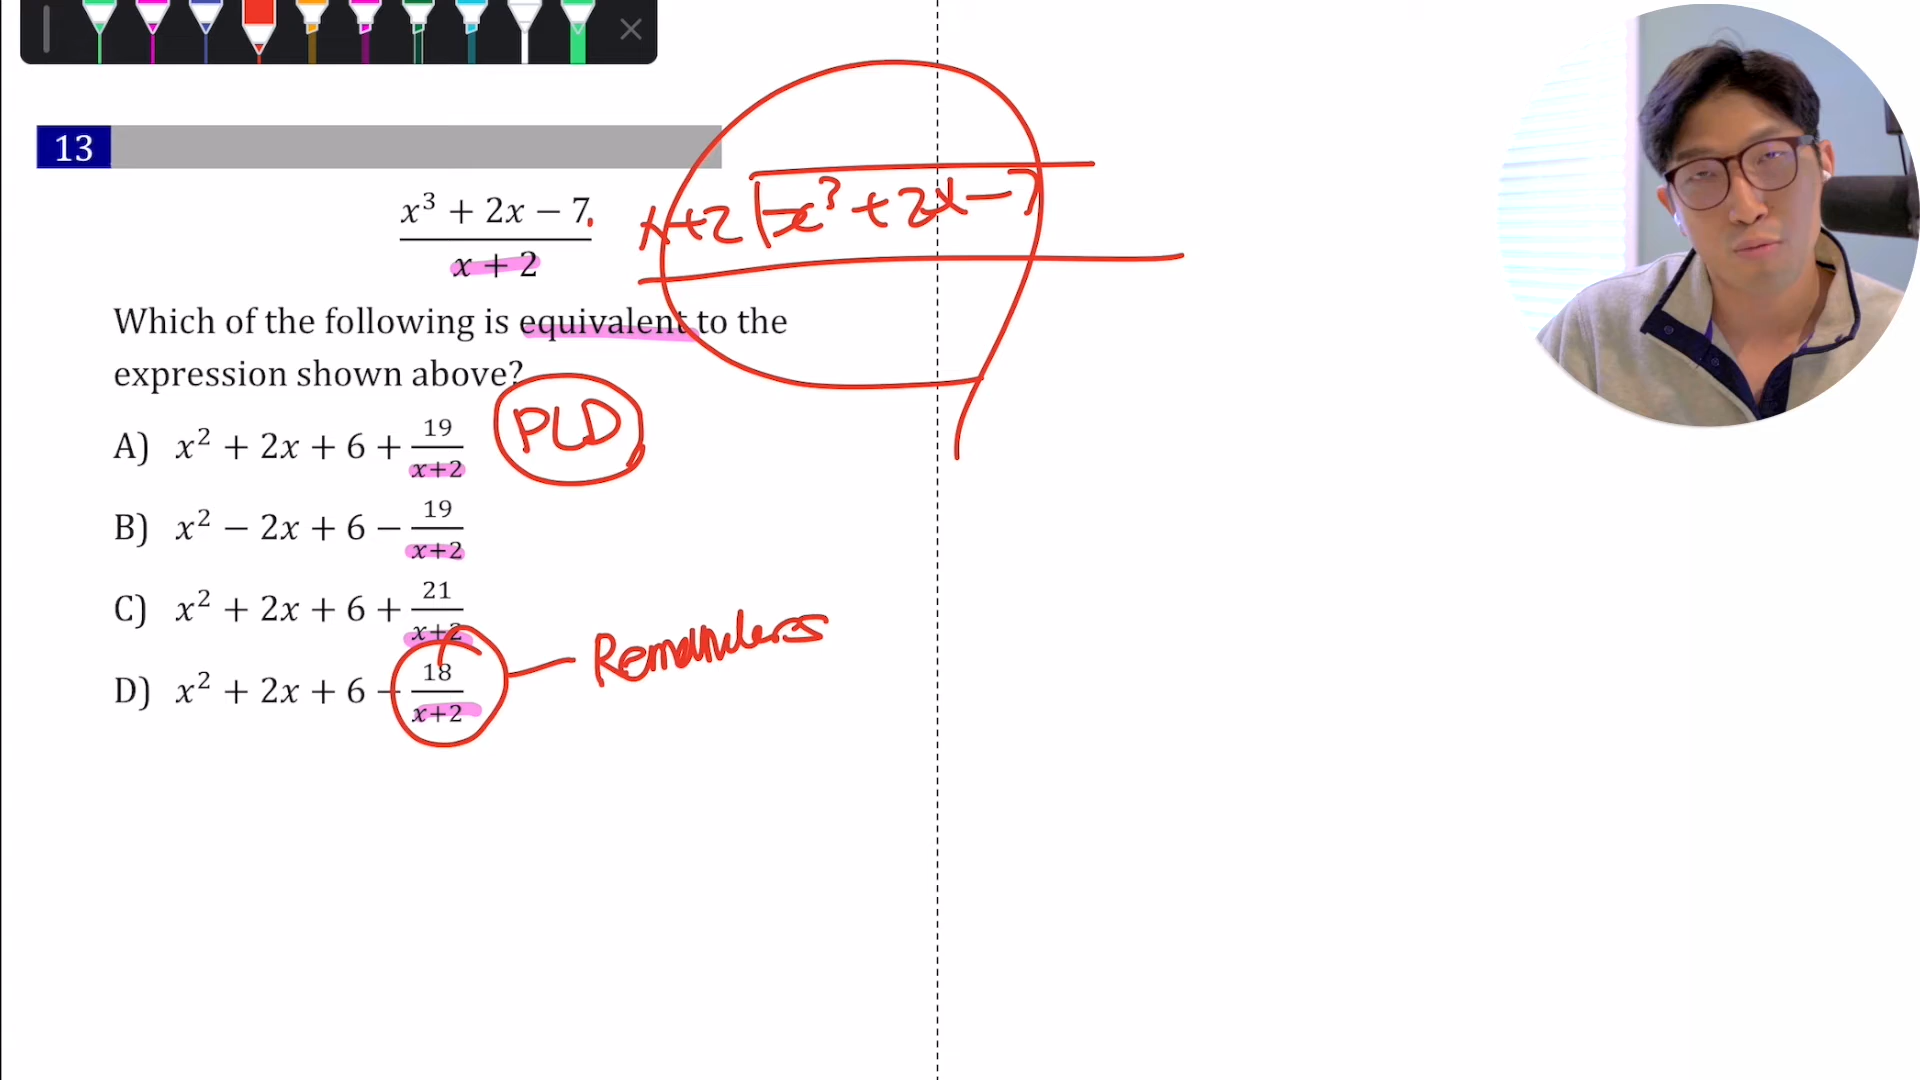 13
x³ + 2x − 7
x + 2
x+2 x³ + 2x − 7
Which of the following is equivalent to the
expression shown above?
PLD
A) x² + 2x + 6 + 19/x+2
B) x² − 2x + 6 − 19/x+2
C) x² + 2x + 6 + 21/x+2
D) x² + 2x + 6 − 18/x+2
Remainders